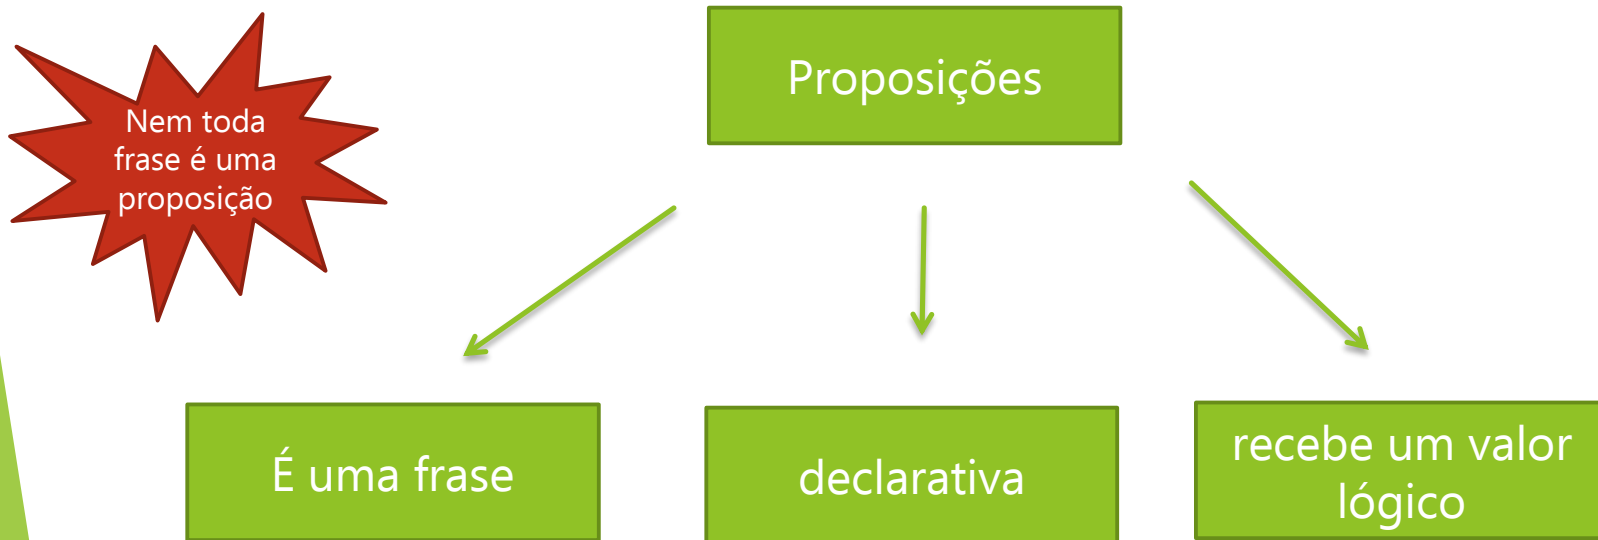 Proposições
Nem toda
frase é uma
proposição
É uma frase
declarativa
recebe um valor
lógico